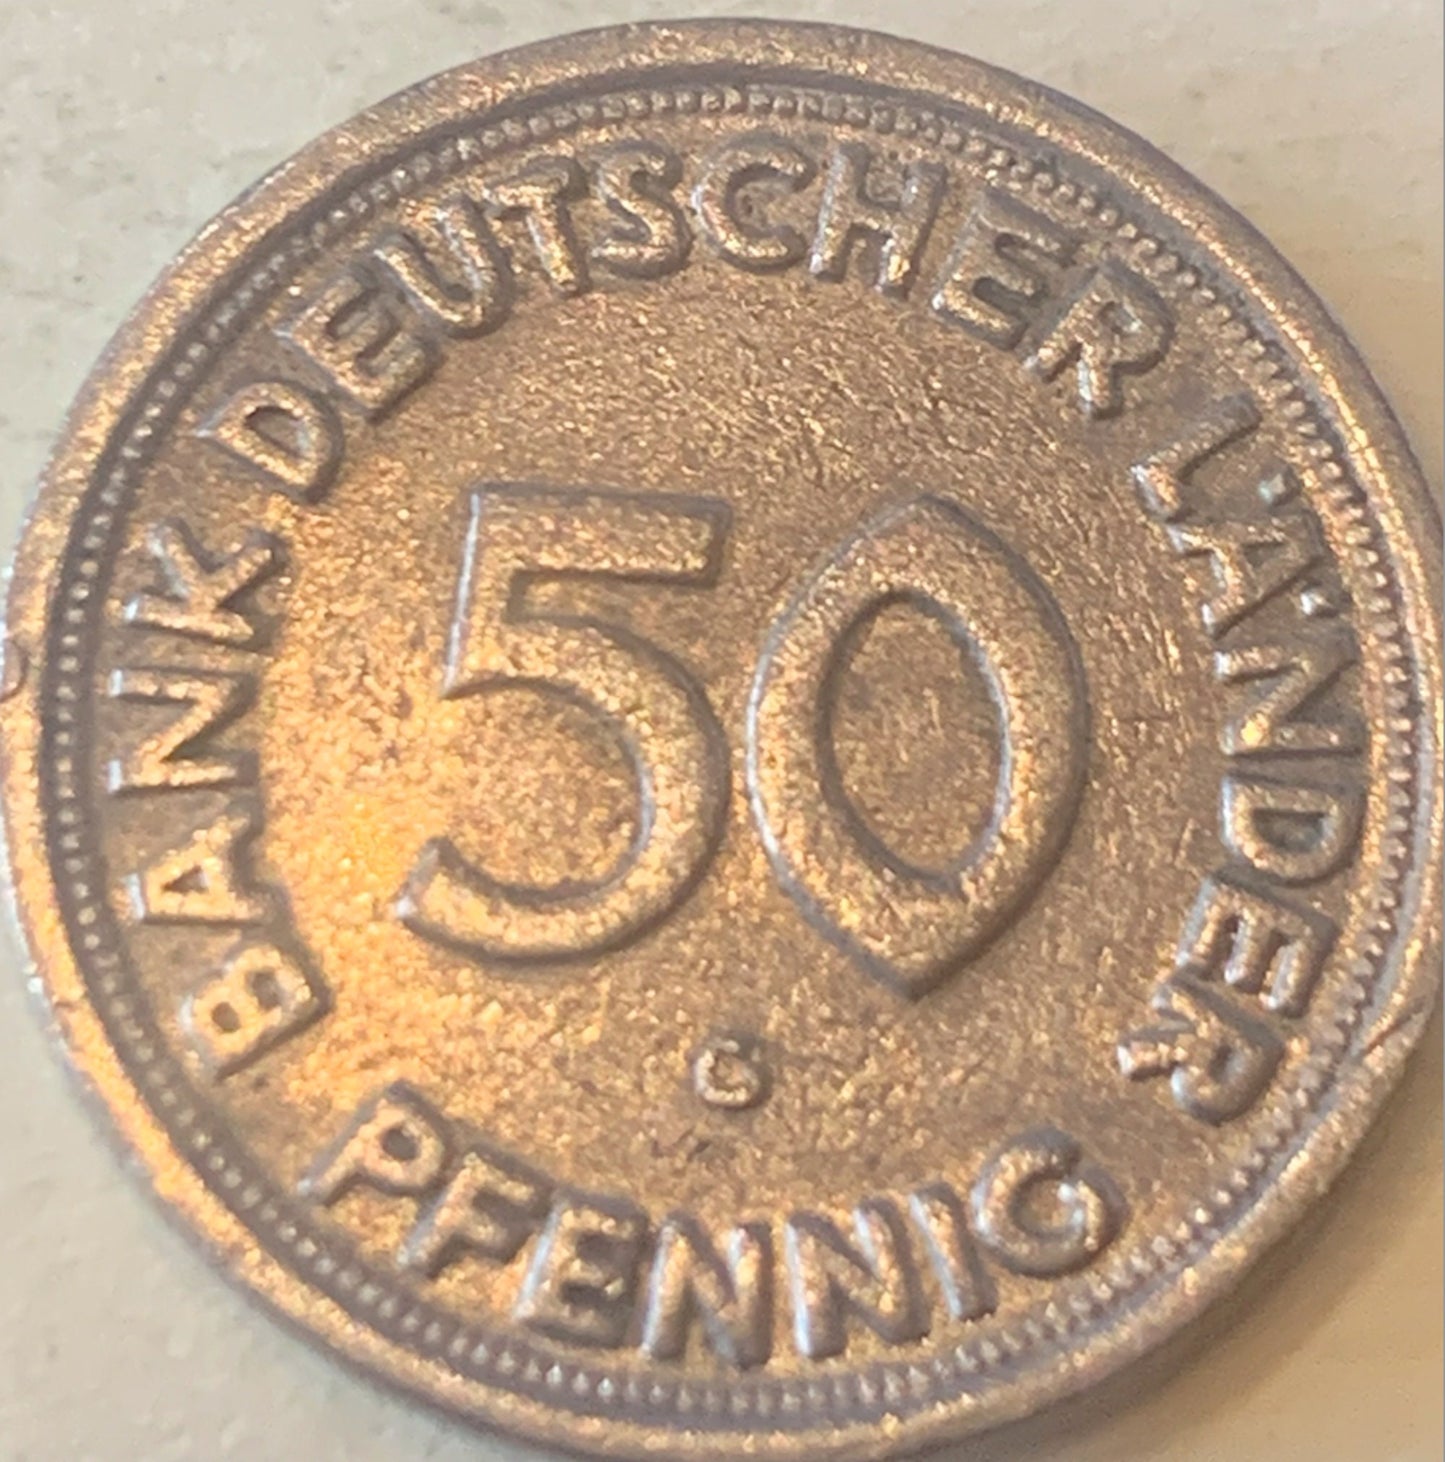 BANK DEUTSCHER LÄNDER
50
G
PFENNIG